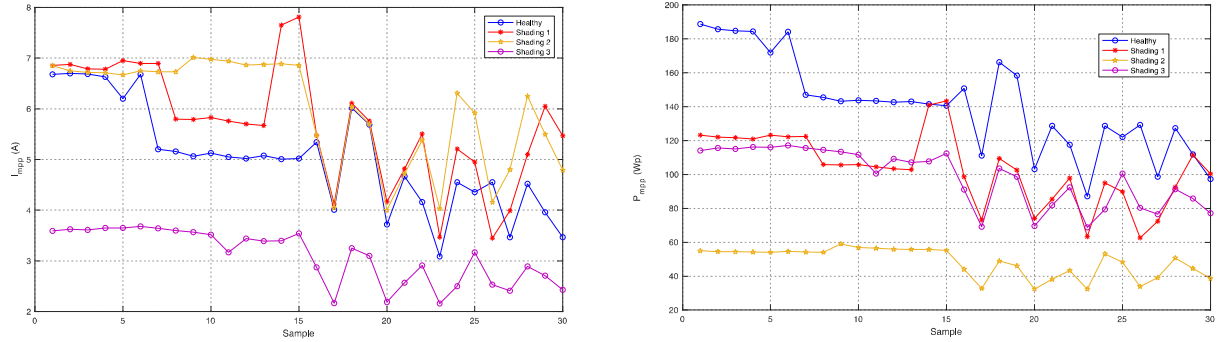 8
7
6
5
4
3
2
I mpp (A)
Healthy
Shading 1
Shading 2
Shading 3
0 5 10 15 20 25 30
Sample
200
180
160
140
120
100
80
60
40
20
P mpp (Wp)
Healthy
Shading 1
Shading 2
Shading 3
0 5 10 15 20 25 30
Sample